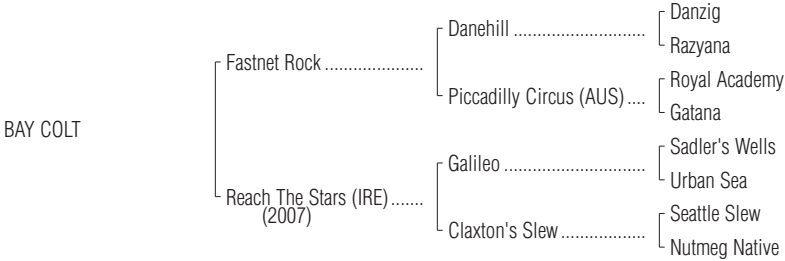 Danzig
Danehill ...........................
Razyana
Fastnet Rock .....................
Royal Academy
Piccadilly Circus (AUS) ....
Gatana
BAY COLT
Sadler's Wells
Galileo .............................
Urban Sea
Reach The Stars (IRE).......
(2007)
Seattle Slew
Claxton's Slew ..................
Nutmeg Native